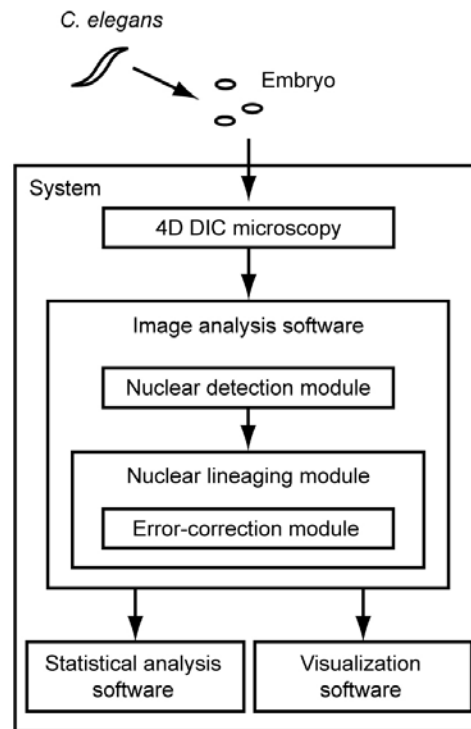 C. elegans
Embryo
System
4D DIC microscopy
Image analysis software
Nuclear detection module
Nuclear lineaging module
Error-correction module
Statistical analysis
software
Visualization
software